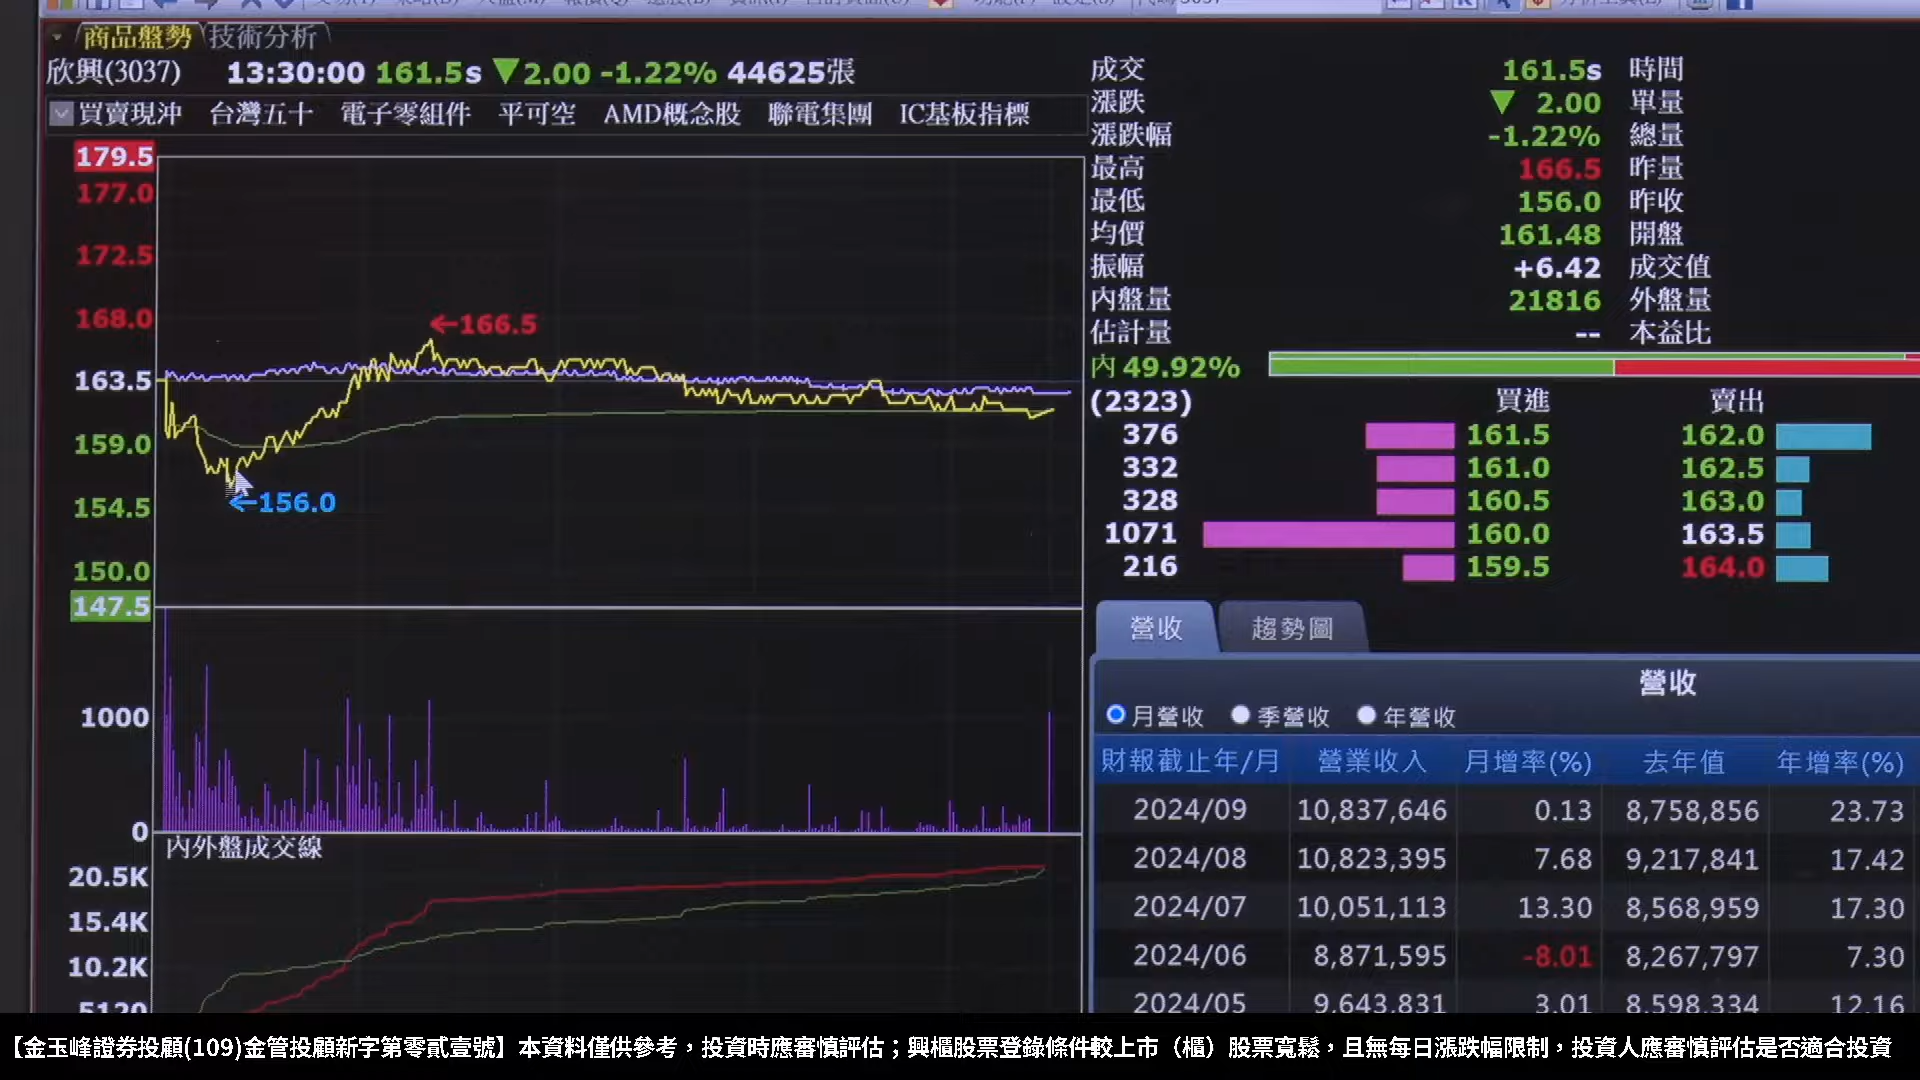 商品盤勢 技術分析
欣興(3037) 13:30:00 161.5s ▼2.00 -1.22% 44625張
買賣現沖 台灣五十 電子零組件 平可空 AMD概念股 聯電集團 IC基板指標
179.5
177.0
172.5
168.0
163.5
159.0
154.5
150.0
147.5
←166.5
←156.0
1000
0
內外盤成交線
20.5K
15.4K
10.2K
5120
成交 161.5s 時間
漲跌 ▼ 2.00 單量
漲跌幅 -1.22% 總量
最高 166.5 昨量
最低 156.0 昨收
均價 161.48 開盤
振幅 +6.42 成交值
內盤量 21816 外盤量
估計量 -- 本益比
內 49.92%
(2323) 買進 賣出
376 161.5 162.0
332 161.0 162.5
328 160.5 163.0
1071 160.0 163.5
216 159.5 164.0
營收 趨勢圖
營收
月營收 季營收 年營收
財報截止年/月 營業收入 月增率(%) 去年值 年增率(%)
2024/09 10,837,646 0.13 8,758,856 23.73
2024/08 10,823,395 7.68 9,217,841 17.42
2024/07 10,051,113 13.30 8,568,959 17.30
2024/06 8,871,595 -8.01 8,267,797 7.30
2024/05 9,643,831 3.01 8,598,334 12.16
【金玉峰證券投顧(109)金管投顧新字第零貳壹號】本資料僅供參考，投資時應審慎評估；興櫃股票登錄條件較上市（櫃）股票寬鬆，且無每日漲跌幅限制，投資人應審慎評估是否適合投資